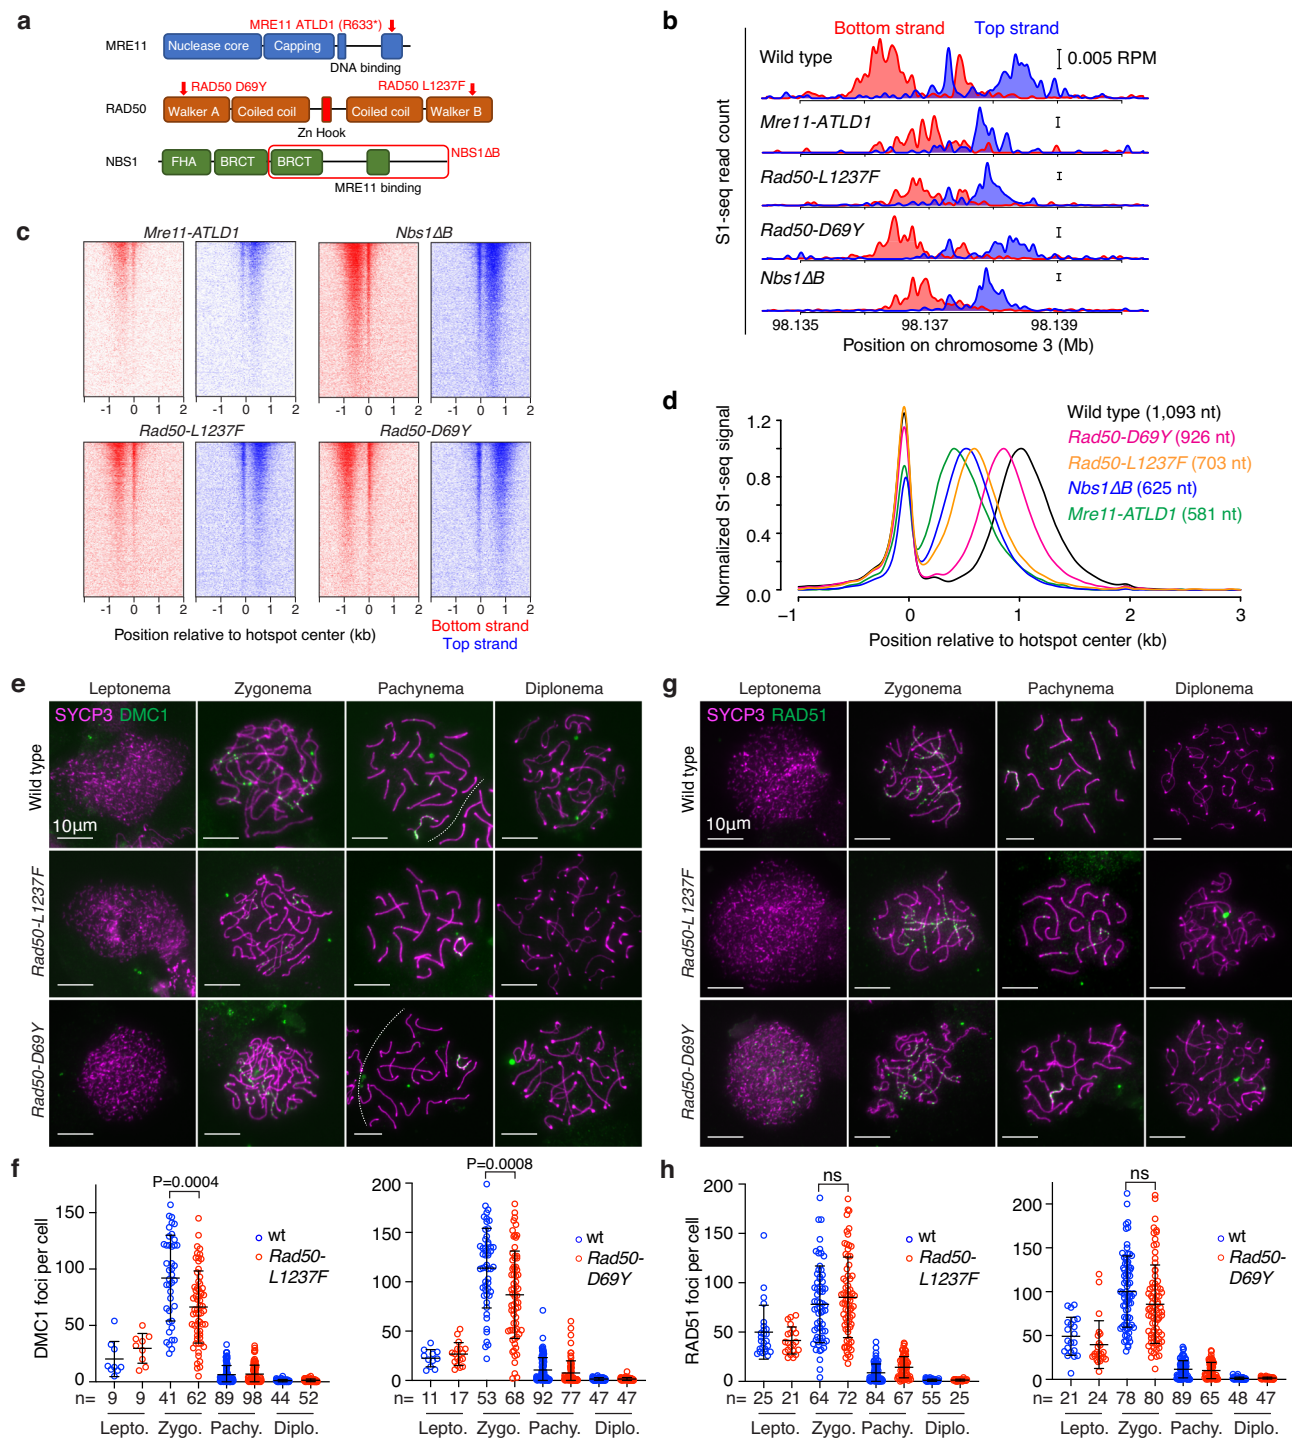 a
MRE11 ATLD1 (R633*)
MRE11
Nuclease core
Capping
DNA binding
RAD50 D69Y
RAD50 L1237F
RAD50
Walker A
Coiled coil
Coiled coil
Walker B
Zn Hook
NBS1
FHA
BRCT
BRCT
NBS1ΔB
MRE11 binding
b
Bottom strand
Top strand
S1-seq read count
Wild type
0.005 RPM
Mre11-ATLD1
Rad50-L1237F
Rad50-D69Y
Nbs1ΔB
98.135 98.137 98.139
Position on chromosome 3 (Mb)
c
Mre11-ATLD1
Nbs1ΔB
-1 0 1 2 -1 0 1 2 -1 0 1 2 -1 0 1 2
Rad50-L1237F
Rad50-D69Y
-1 0 1 2 -1 0 1 2 -1 0 1 2 -1 0 1 2
Position relative to hotspot center (kb)
Bottom strand
Top strand
d
Normalized S1-seq signal
1.2
0.8
0.4
0.0
Wild type (1,093 nt)
Rad50-D69Y (926 nt)
Rad50-L1237F (703 nt)
Nbs1ΔB (625 nt)
Mre11-ATLD1 (581 nt)
−1 0 1 2 3
Position relative to hotspot center (kb)
e
Leptonema Zygonema Pachynema Diplonema
SYCP3 DMC1
Wild type
10μm
Rad50-L1237F
Rad50-D69Y
g
Leptonema Zygonema Pachynema Diplonema
SYCP3 RAD51
Wild type
10μm
Rad50-L1237F
Rad50-D69Y
f
DMC1 foci per cell
150
100
50
0
P=0.0004
wt
Rad50-
L1237F
n= 9 9 41 62 89 98 44 52
Lepto. Zygo. Pachy. Diplo.
200
150
100
50
0
P=0.0008
wt
Rad50-
D69Y
n= 11 17 53 68 92 77 47 47
Lepto. Zygo. Pachy. Diplo.
h
RAD51 foci per cell
200
150
100
50
0
ns
wt
Rad50-
L1237F
n= 25 21 64 72 84 67 55 25
Lepto. Zygo. Pachy. Diplo.
200
150
100
50
0
ns
wt
Rad50-
D69Y
n= 21 24 78 80 89 65 48 47
Lepto. Zygo. Pachy. Diplo.